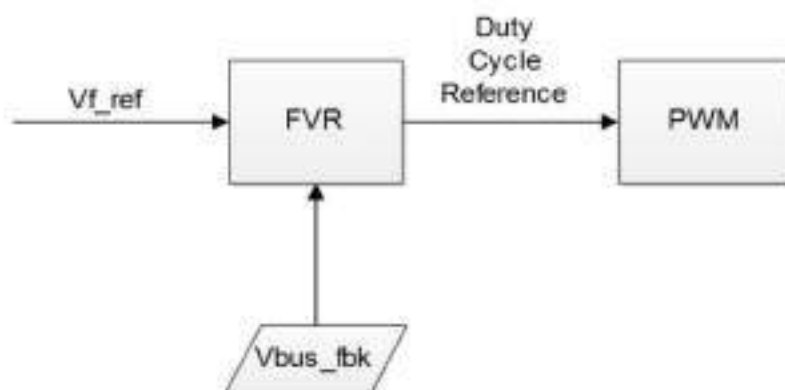 Duty
Cycle
Reference
Vf_ref
FVR
PWM
Vbus_fbk